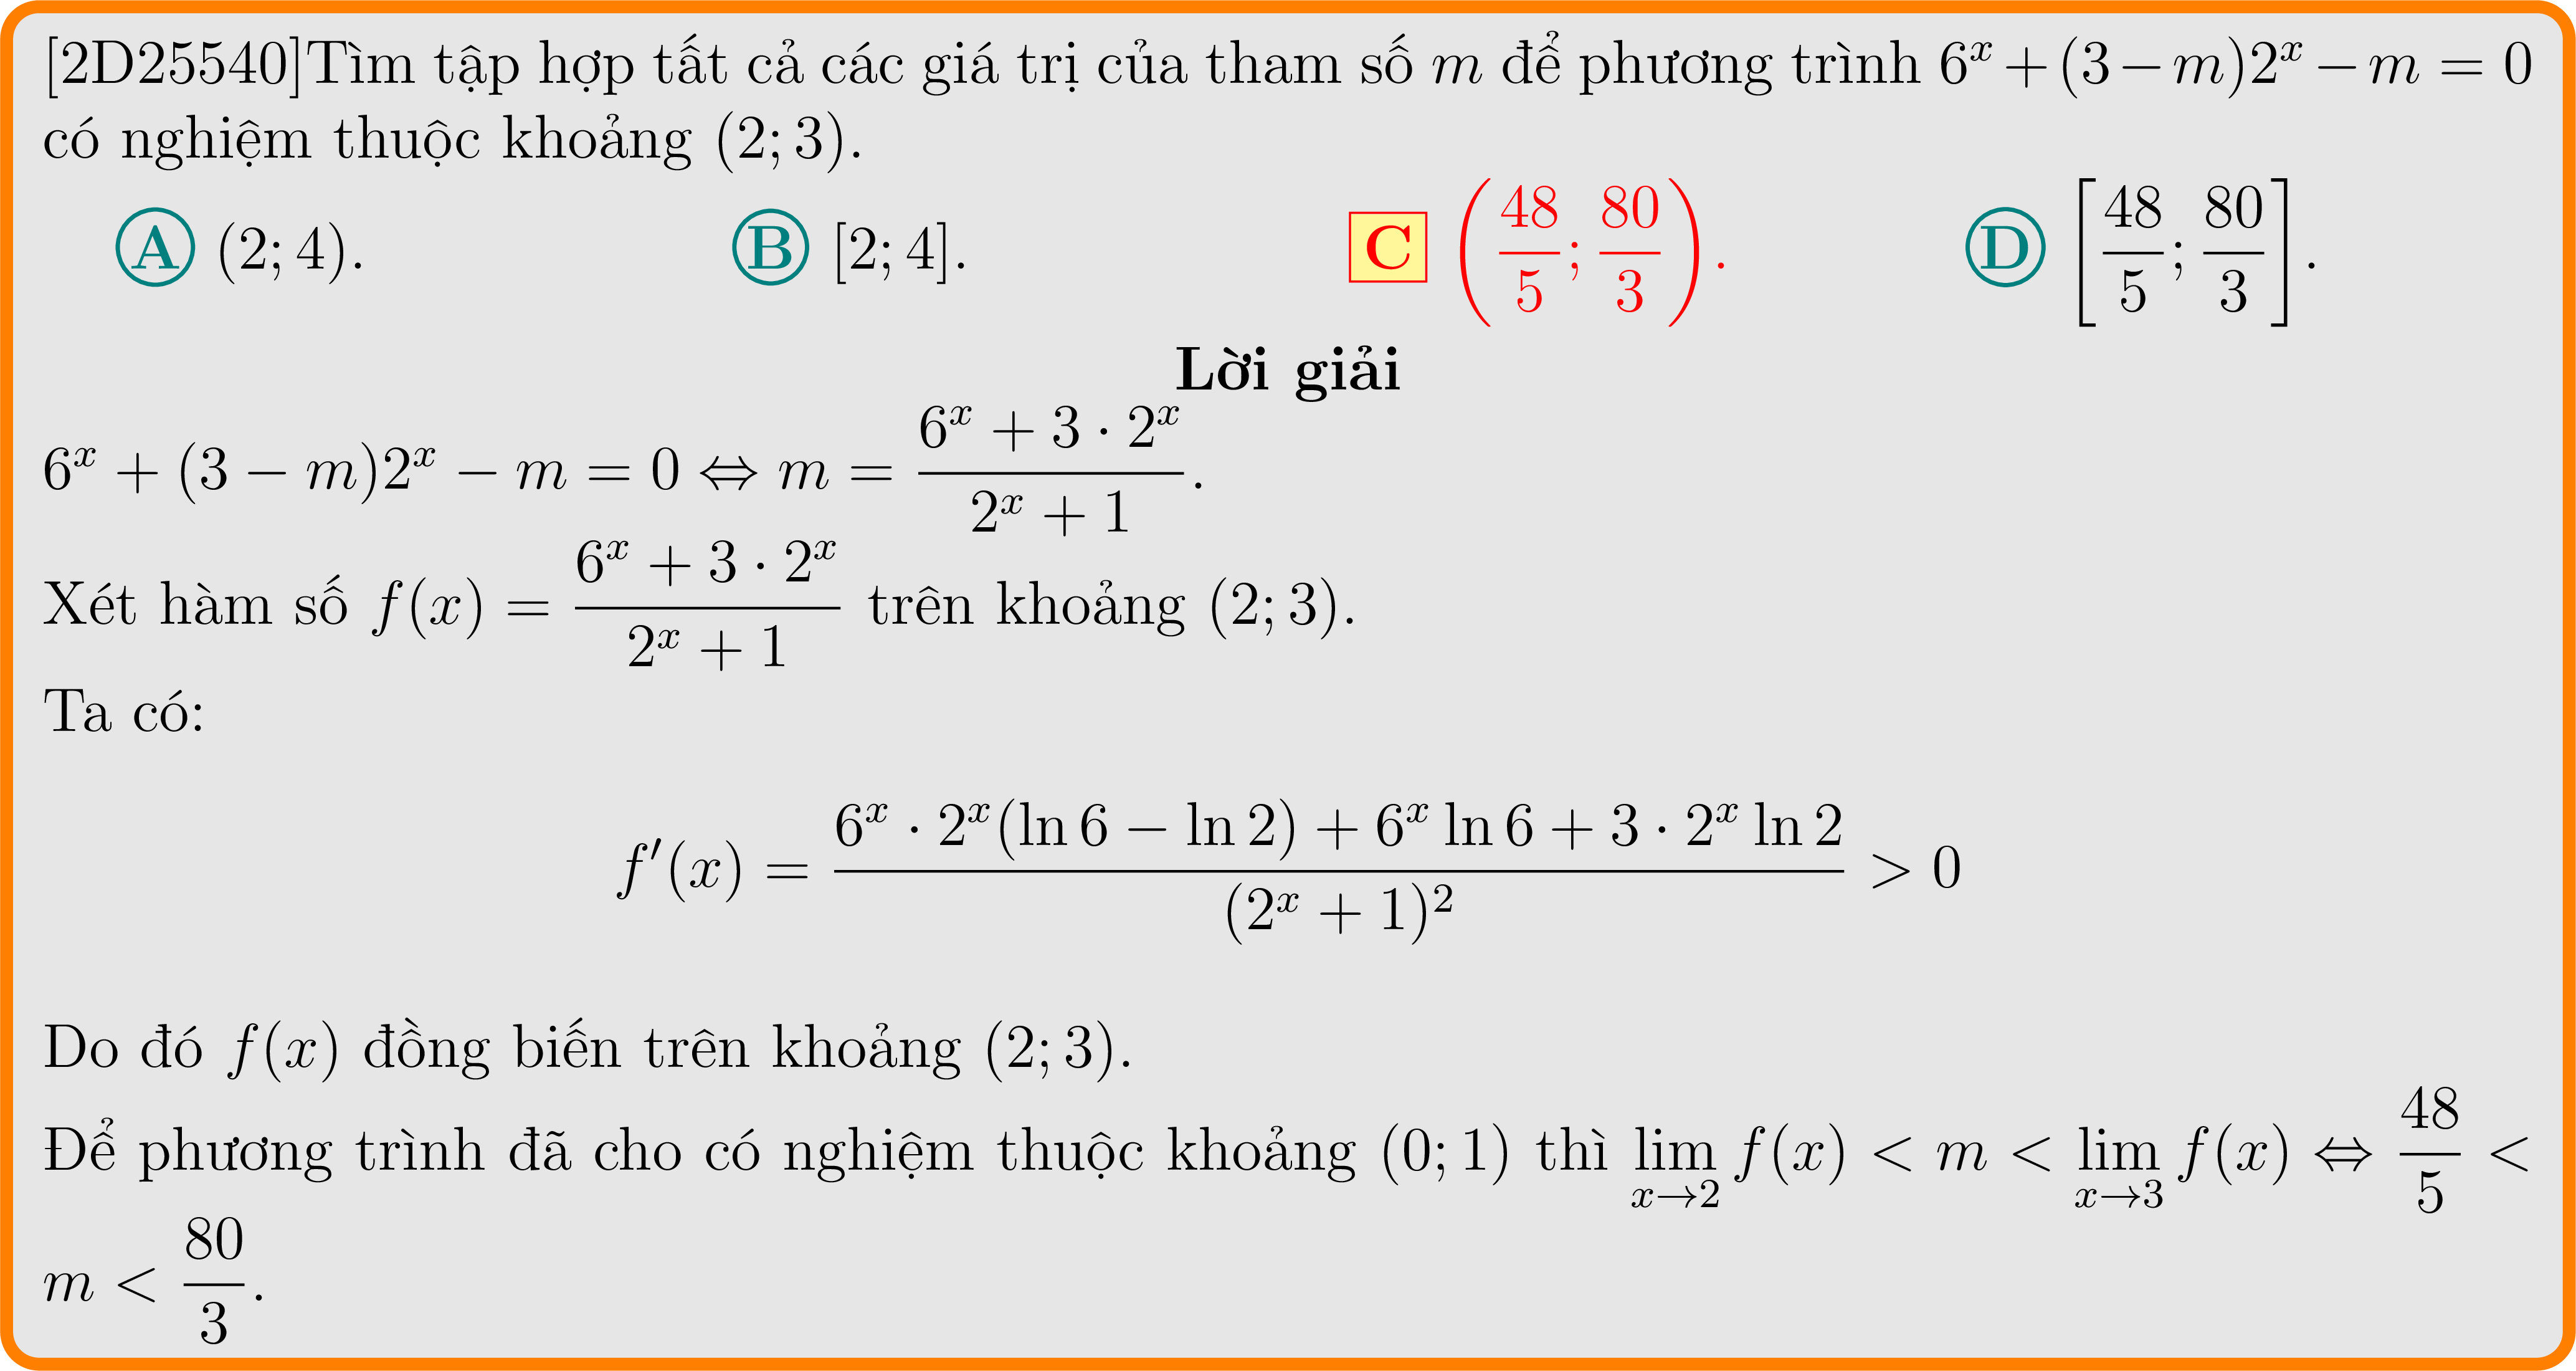 [2D25540]Tìm tập hợp tất cả các giá trị của tham số $m$ để phương trình $6^x + (3 - m)2^x - m = 0$
có nghiệm thuộc khoảng $(2; 3)$.
A $(2; 4)$. B $[2; 4]$. C $\left(\frac{48}{5}; \frac{80}{3}\right)$. D $\left[\frac{48}{5}; \frac{80}{3}\right]$.
Lời giải
$6^x + (3 - m)2^x - m = 0 \Leftrightarrow m = \frac{6^x + 3 \cdot 2^x}{2^x + 1}$.
Xét hàm số $f(x) = \frac{6^x + 3 \cdot 2^x}{2^x + 1}$ trên khoảng $(2; 3)$.
Ta có:
$f'(x) = \frac{6^x \cdot 2^x(\ln 6 - \ln 2) + 6^x \ln 6 + 3 \cdot 2^x \ln 2}{(2^x + 1)^2} > 0$
Do đó $f(x)$ đồng biến trên khoảng $(2; 3)$.
Để phương trình đã cho có nghiệm thuộc khoảng $(0; 1)$ thì $\lim_{x \to 2} f(x) < m < \lim_{x \to 3} f(x) \Leftrightarrow \frac{48}{5} <$
$m < \frac{80}{3}$.